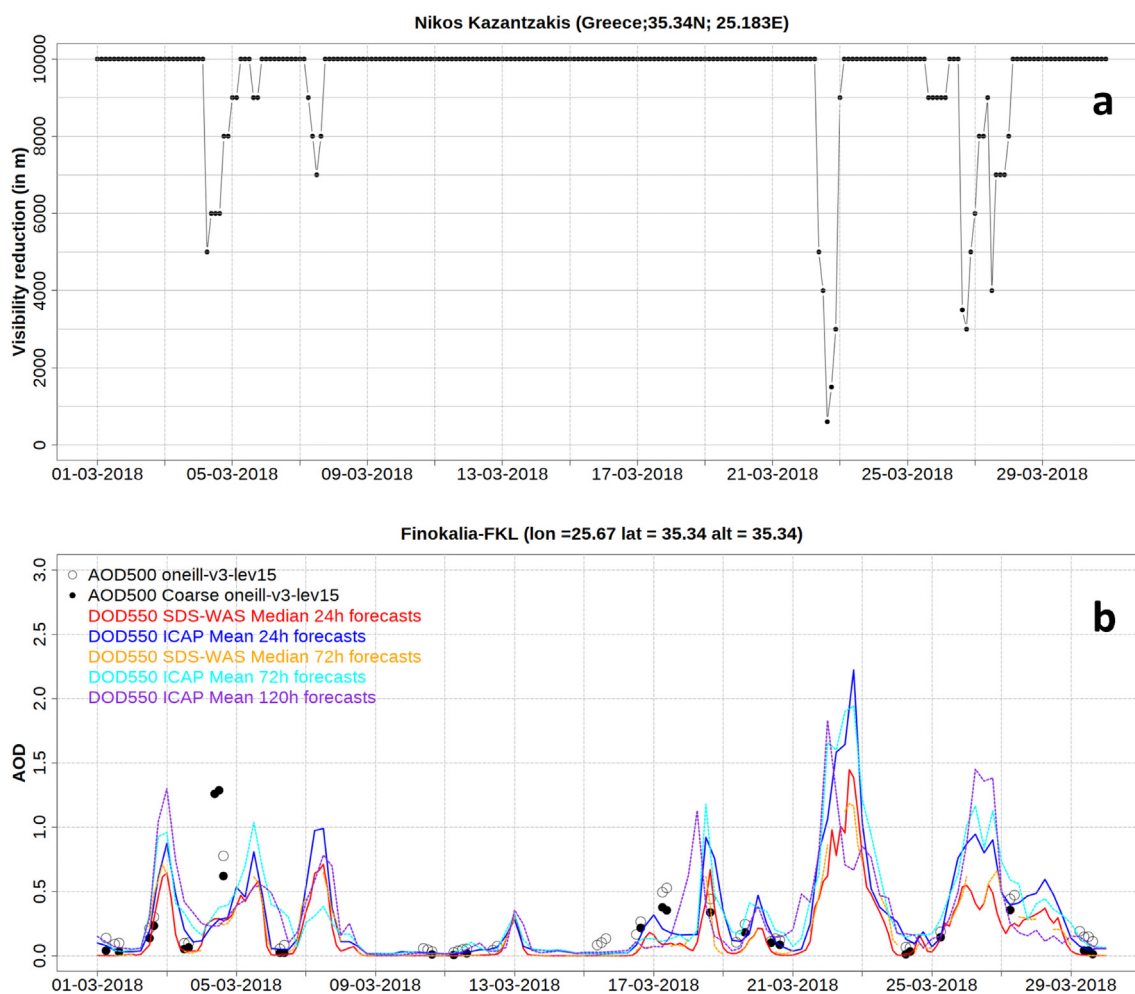 Nikos Kazantzakis (Greece;35.34N; 25.183E)
a
Visibility reduction (in m)
10000
8000
6000
4000
2000
0
01-03-2018 05-03-2018 09-03-2018 13-03-2018 17-03-2018 21-03-2018 25-03-2018 29-03-2018
Finokalia-FKL (lon =25.67 lat = 35.34 alt = 35.34)
b
AOD500 oneill-v3-lev15
AOD500 Coarse oneill-v3-lev15
DOD550 SDS-WAS Median 24h forecasts
DOD550 ICAP Mean 24h forecasts
DOD550 SDS-WAS Median 72h forecasts
DOD550 ICAP Mean 72h forecasts
DOD550 ICAP Mean 120h forecasts
AOD
3.0
2.5
2.0
1.5
1.0
0.5
0.0
01-03-2018 05-03-2018 09-03-2018 13-03-2018 17-03-2018 21-03-2018 25-03-2018 29-03-2018